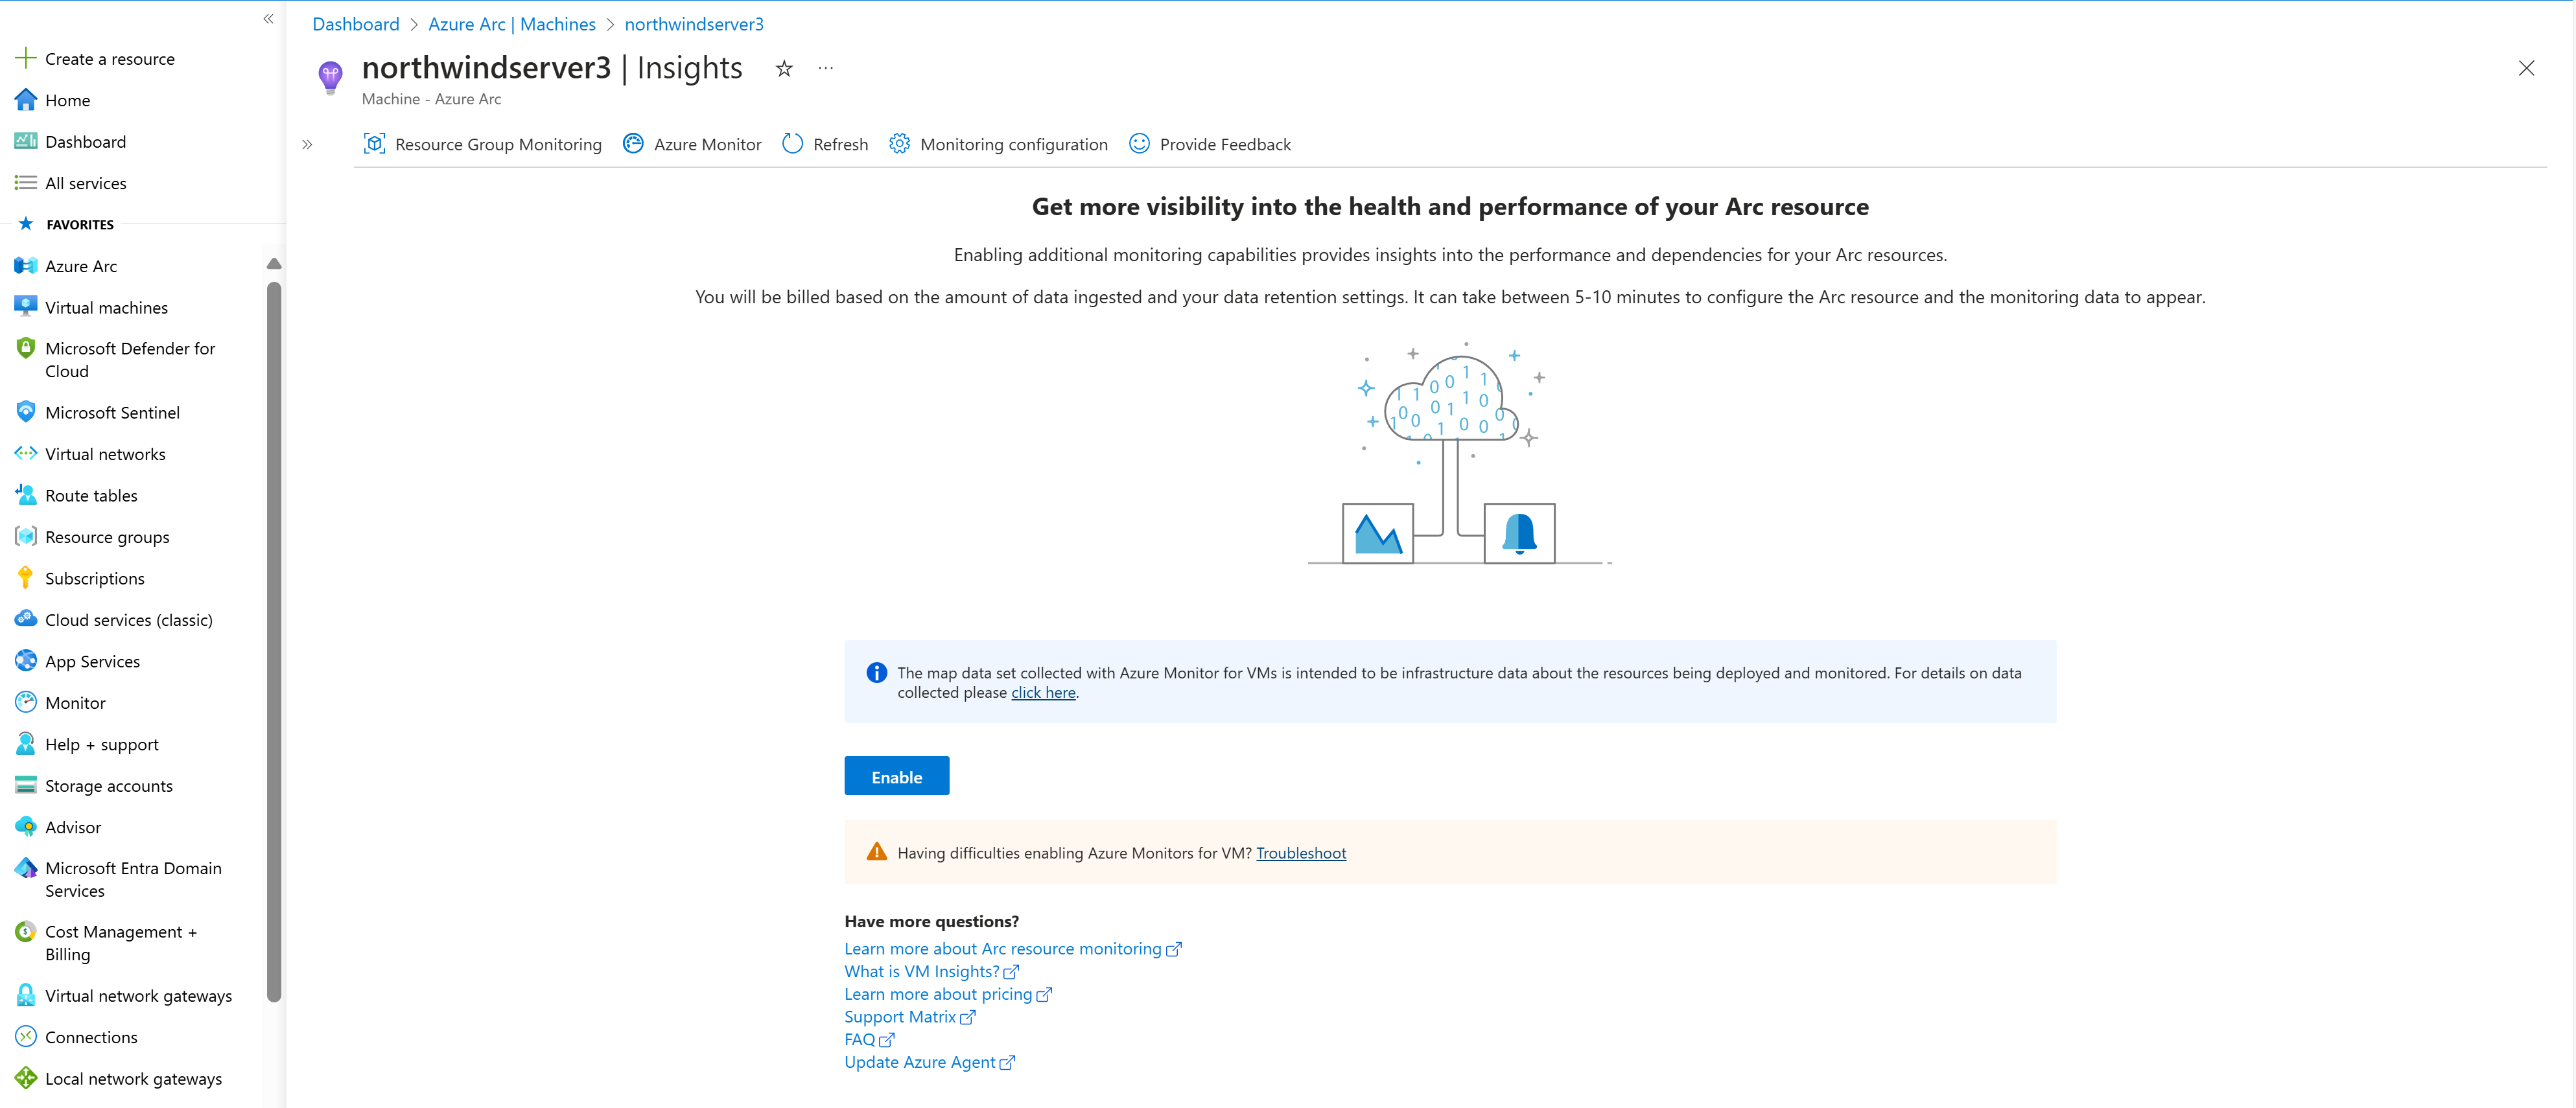 Create a resource
Home
Dashboard
All services
FAVORITES
Azure Arc
Virtual machines
Microsoft Defender for
Cloud
Microsoft Sentinel
Virtual networks
Route tables
Resource groups
Subscriptions
Cloud services (classic)
App Services
Monitor
Help + support
Storage accounts
Advisor
Microsoft Entra Domain
Services
Cost Management +
Billing
Virtual network gateways
Connections
Local network gateways
Dashboard > Azure Arc | Machines > northwindserver3
northwindserver3 | Insights
Machine - Azure Arc
Resource Group Monitoring Azure Monitor Refresh Monitoring configuration Provide Feedback
Get more visibility into the health and performance of your Arc resource
Enabling additional monitoring capabilities provides insights into the performance and dependencies for your Arc resources.
You will be billed based on the amount of data ingested and your data retention settings. It can take between 5-10 minutes to configure the Arc resource and the monitoring data to appear.
The map data set collected with Azure Monitor for VMs is intended to be infrastructure data about the resources being deployed and monitored. For details on data
collected please click here.
Enable
Having difficulties enabling Azure Monitors for VM? Troubleshoot
Have more questions?
Learn more about Arc resource monitoring
What is VM Insights?
Learn more about pricing
Support Matrix
FAQ
Update Azure Agent